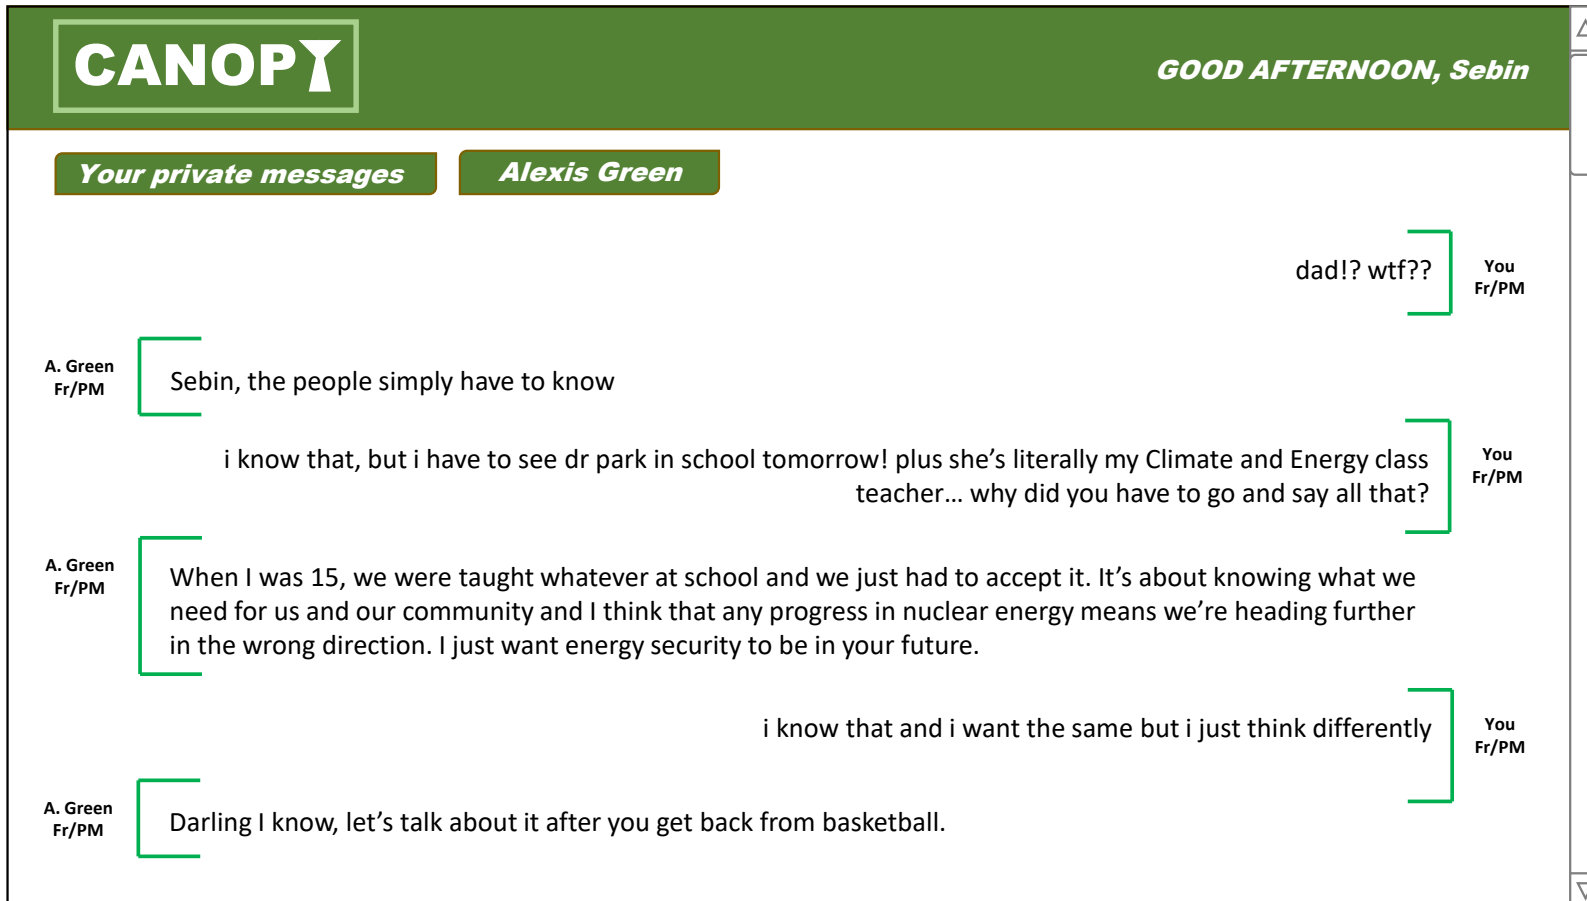 CANOPY
GOOD AFTERNOON, Sebin
Your private messages
Alexis Green
dad!? wtf??
You
Fr/PM
A. Green
Fr/PM
Sebin, the people simply have to know
i know that, but i have to see dr park in school tomorrow! plus she’s literally my Climate and Energy class
teacher… why did you have to go and say all that?
You
Fr/PM
A. Green
Fr/PM
When I was 15, we were taught whatever at school and we just had to accept it. It’s about knowing what we
need for us and our community and I think that any progress in nuclear energy means we’re heading further
in the wrong direction. I just want energy security to be in your future.
i know that and i want the same but i just think differently
You
Fr/PM
A. Green
Fr/PM
Darling I know, let’s talk about it after you get back from basketball.